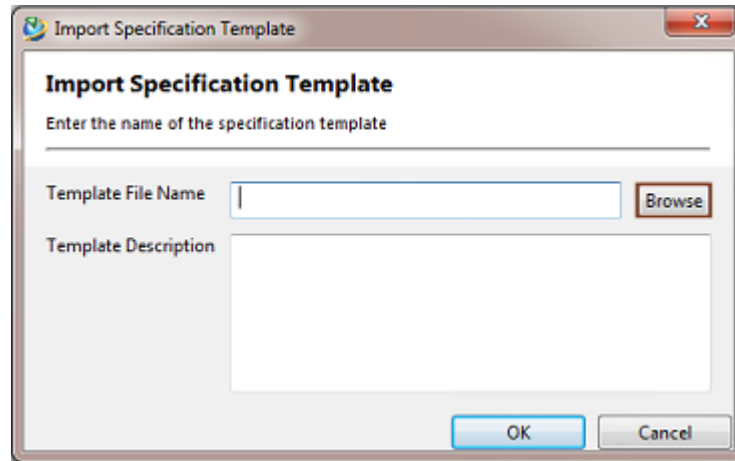 Import Specification Template
Import Specification Template
Enter the name of the specification template
Template File Name
Browse
Template Description
OK
Cancel